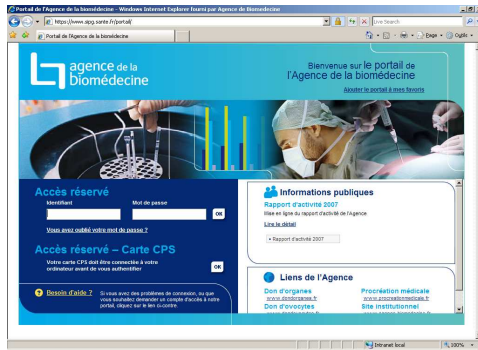 Portail de l'Agence de la biomédecine - Windows Internet Explorer fourni par Agence de Biomedecine
https://www.sipg.sante.fr/portail/
Live Search
Portail de l'Agence de la biomédecine
Page
Outils
agence de la
biomédecine
Bienvenue sur le portail de
l'Agence de la biomédecine
Ajouter le portail à mes favoris
Accès réservé
Identifiant
Mot de passe
OK
Vous avez oublié votre mot de passe ?
Accès réservé – Carte CPS
Votre carte CPS doit être connectée à votre
ordinateur avant de vous authentifier
OK
Besoin d'aide ?
Si vous avez des problèmes de connexion, ou que
vous souhaitez demander un compte d'accès à notre
portail, cliquez sur le lien ci-contre
Informations publiques
Rapport d'activité 2007
Mise en ligne du rapport d'activité de l'Agence
Lire le détail
• Rapport d'activité 2007
Liens de l'Agence
Don d'organes
www.dondorganes.fr
Procréation médicale
www.procreationmedicale.fr
Don d'ovocytes
Site institutionnel
Intranet local
100%